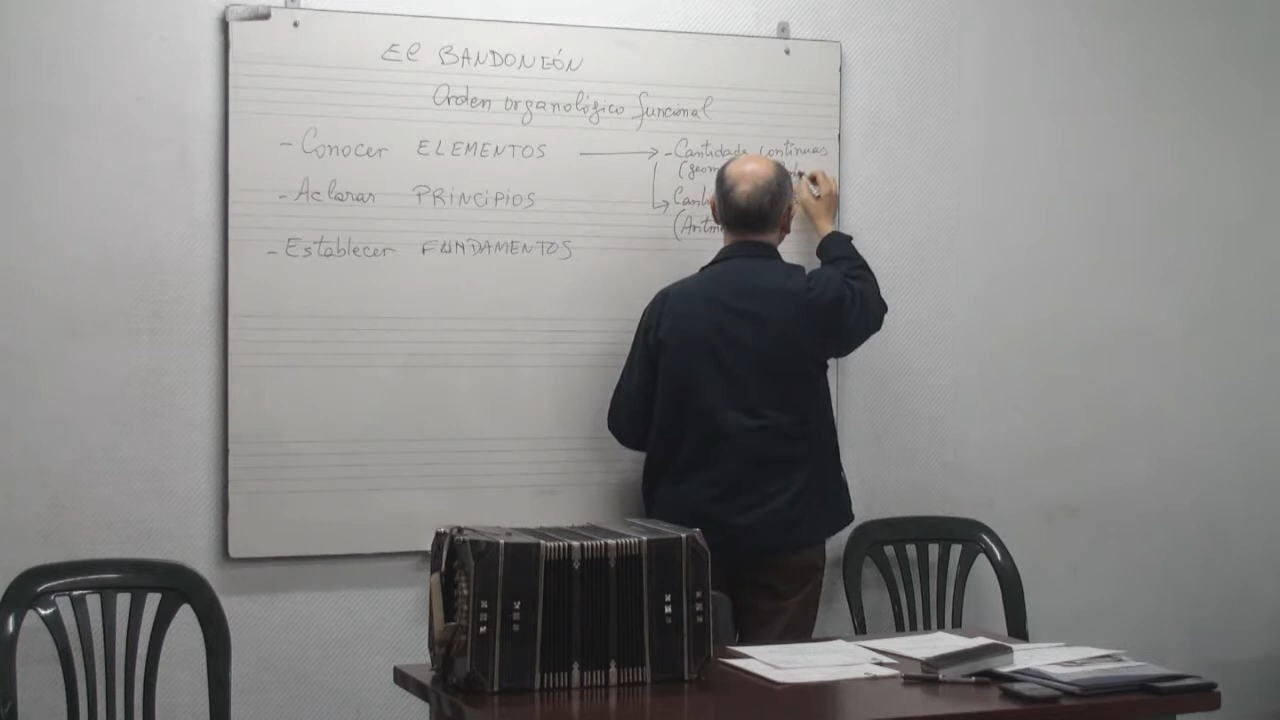 El BANDONEÓN
Orden organológico funcional
- Conocer ELEMENTOS → - Cantidade continuas
- Aclarar PRINCIPIOS
- Establecer FUNDAMENTOS